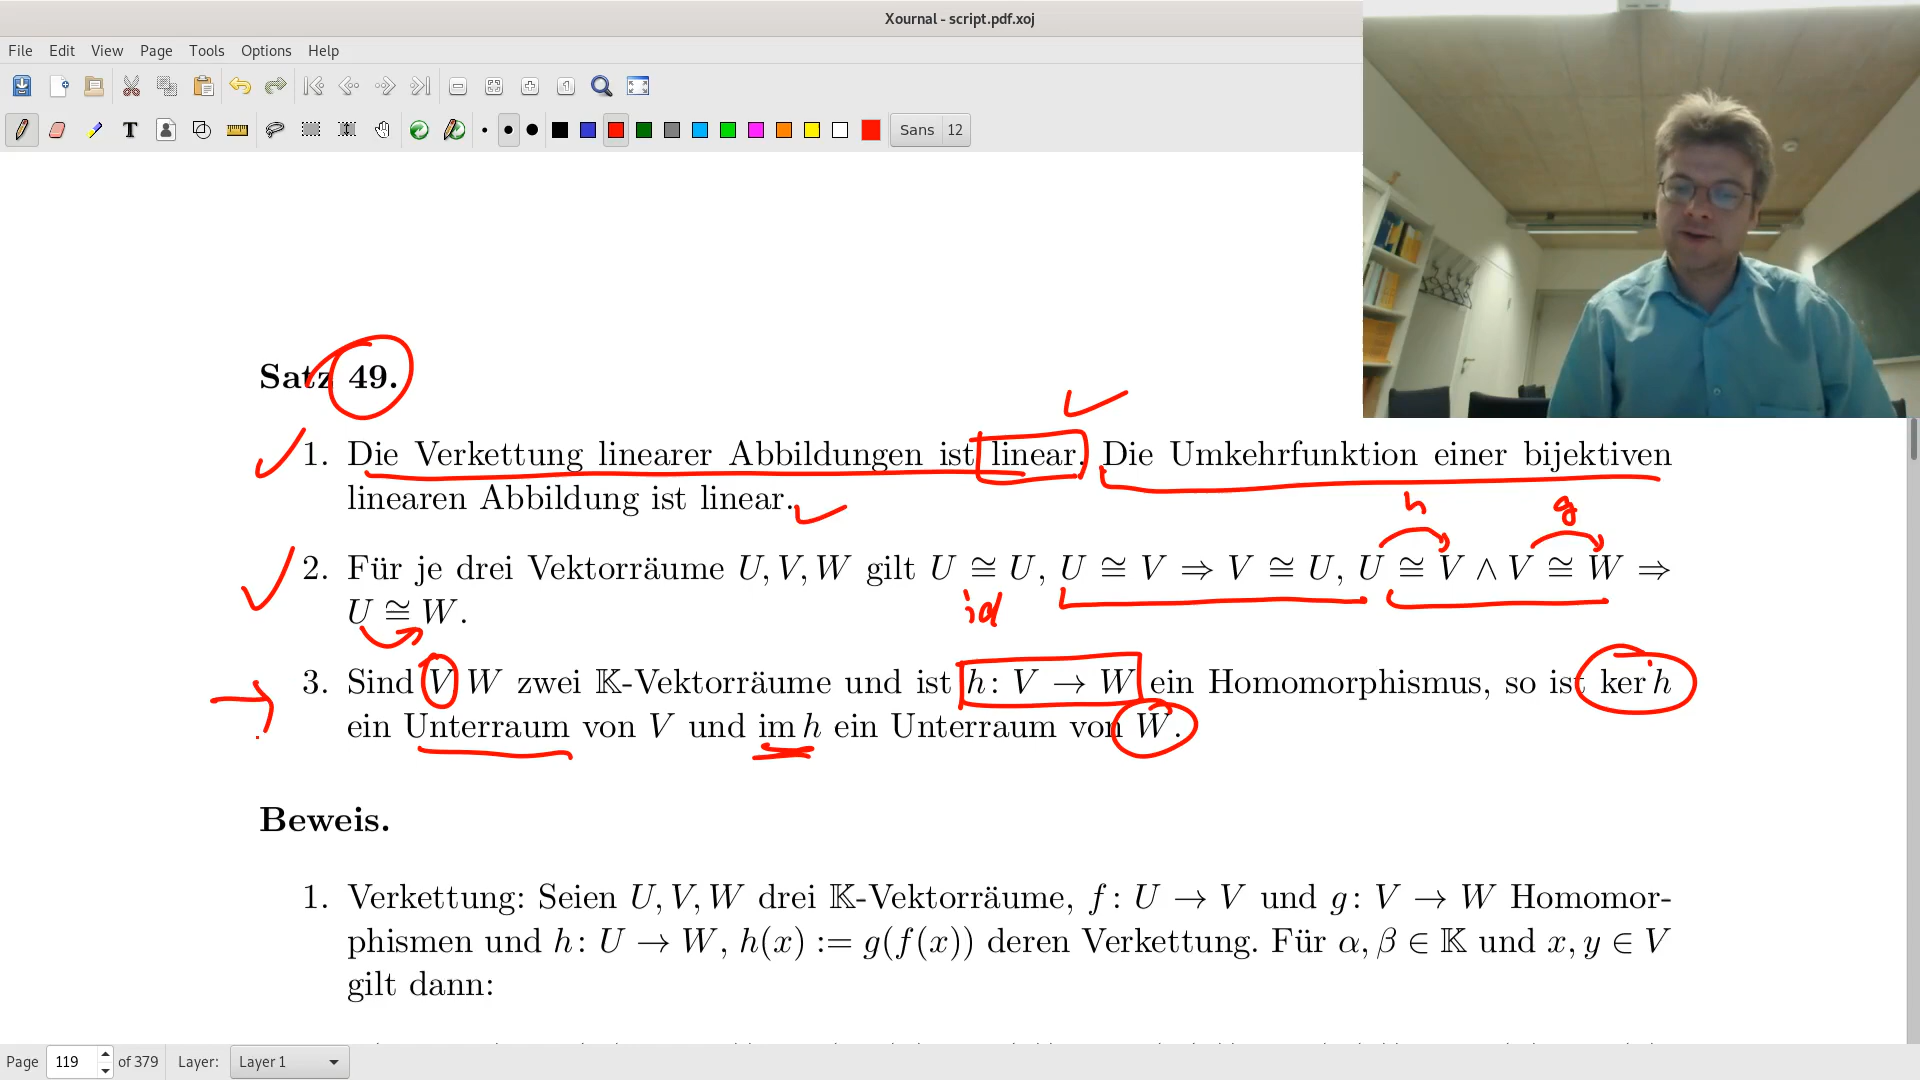 Xournal - script.pdf.xoj
File Edit View Page Tools Options Help
Sans 12
Satz 49.
1. Die Verkettung linearer Abbildungen ist linear. Die Umkehrfunktion einer bijektiven
linearen Abbildung ist linear.
h g
2. Für je drei Vektorräume U, V, W gilt U ≅ U, U ≅ V ⇒ V ≅ U, U ≅ V ∧ V ≅ W ⇒
U ≅ W.
id
3. Sind V W zwei 𝕂-Vektorräume und ist h: V → W ein Homomorphismus, so ist ker h
ein Unterraum von V und im h ein Unterraum von W.
Beweis.
1. Verkettung: Seien U, V, W drei 𝕂-Vektorräume, f: U → V und g: V → W Homomor-
phismen und h: U → W, h(x) := g(f(x)) deren Verkettung. Für α, β ∈ 𝕂 und x, y ∈ V
gilt dann:
Page 119 of 379 Layer: Layer 1